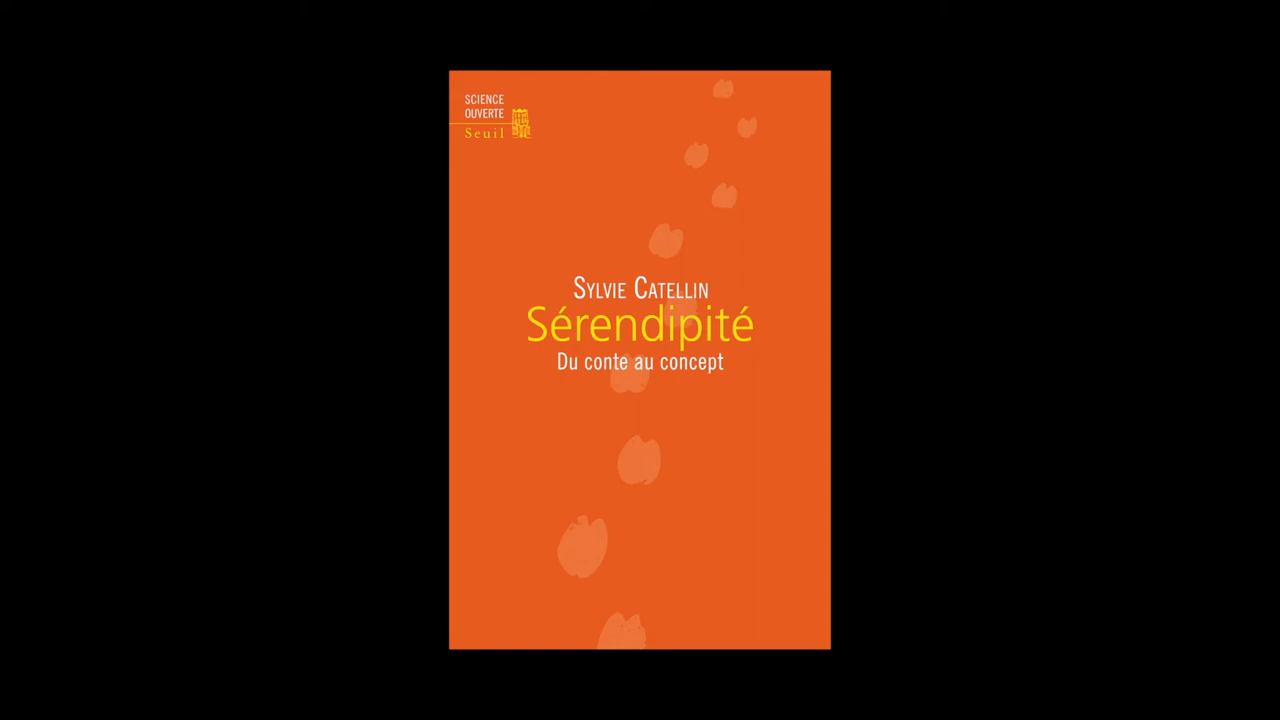 SCIENCE
OUVERTE
Seuil
SYLVIE CATELLIN
Sérendipité
Du conte au concept